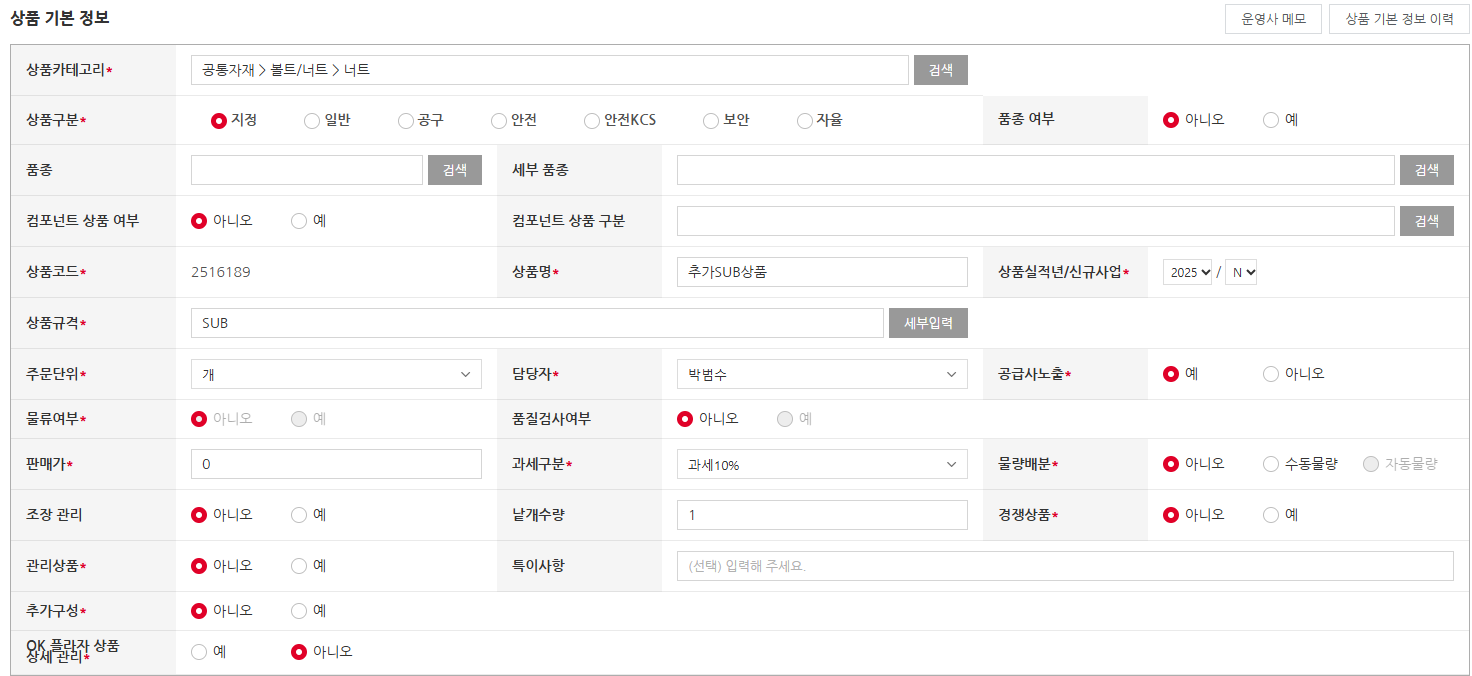 상품 기본 정보 운영사 메모 상품 기본 정보 이력
상품카테고리* 공통자재 > 볼트/너트 > 너트 검색
상품구분* 지정 일반 공구 안전 안전KCS 보안 자율 품종 여부 아니오 예
품종 검색 세부 품종 검색
컴포넌트 상품 여부 아니오 예 컴포넌트 상품 구분 검색
상품코드* 2516189 상품명* 추가SUB상품 상품실적년/신규사업* 2025 / N
상품규격* SUB 세부입력
주문단위* 개 담당자* 박범수 공급사노출* 예 아니오
물류여부* 아니오 예 품질검사여부 아니오 예
판매가* 0 과세구분* 과세10% 물량배분* 아니오 수동물량 자동물량
조장 관리 아니오 예 낱개수량 1 경쟁상품* 아니오 예
관리상품* 아니오 예 특이사항 (선택) 입력해 주세요.
추가구성* 아니오 예
OK 플라자 상품
상세 관리* 예 아니오